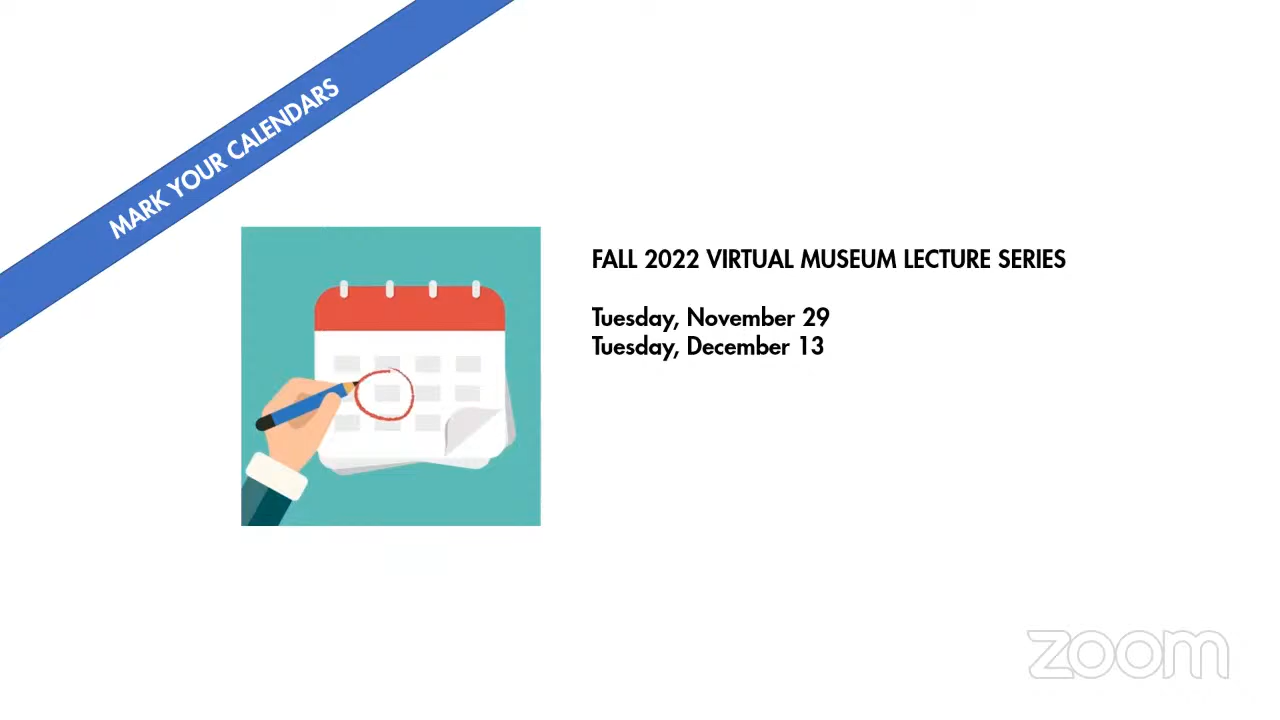 MARK YOUR CALENDARS
FALL 2022 VIRTUAL MUSEUM LECTURE SERIES
Tuesday, November 29
Tuesday, December 13
zoom